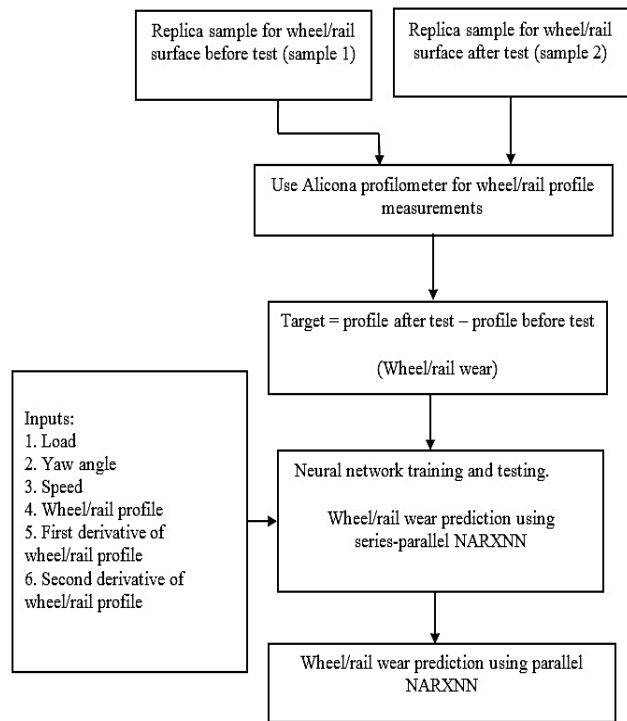 Replica sample for wheel/rail
surface before test (sample 1)
Replica sample for wheel/rail
surface after test (sample 2)
Use Alicona profilometer for wheel/rail profile
measurements
Target = profile after test – profile before test
(Wheel/rail wear)
Inputs:
1. Load
2. Yaw angle
3. Speed
4. Wheel/rail profile
5. First derivative of
wheel/rail profile
6. Second derivative of
wheel/rail profile
Neural network training and testing.
Wheel/rail wear prediction using
series-parallel NARXNN
Wheel/rail wear prediction using parallel
NARXNN